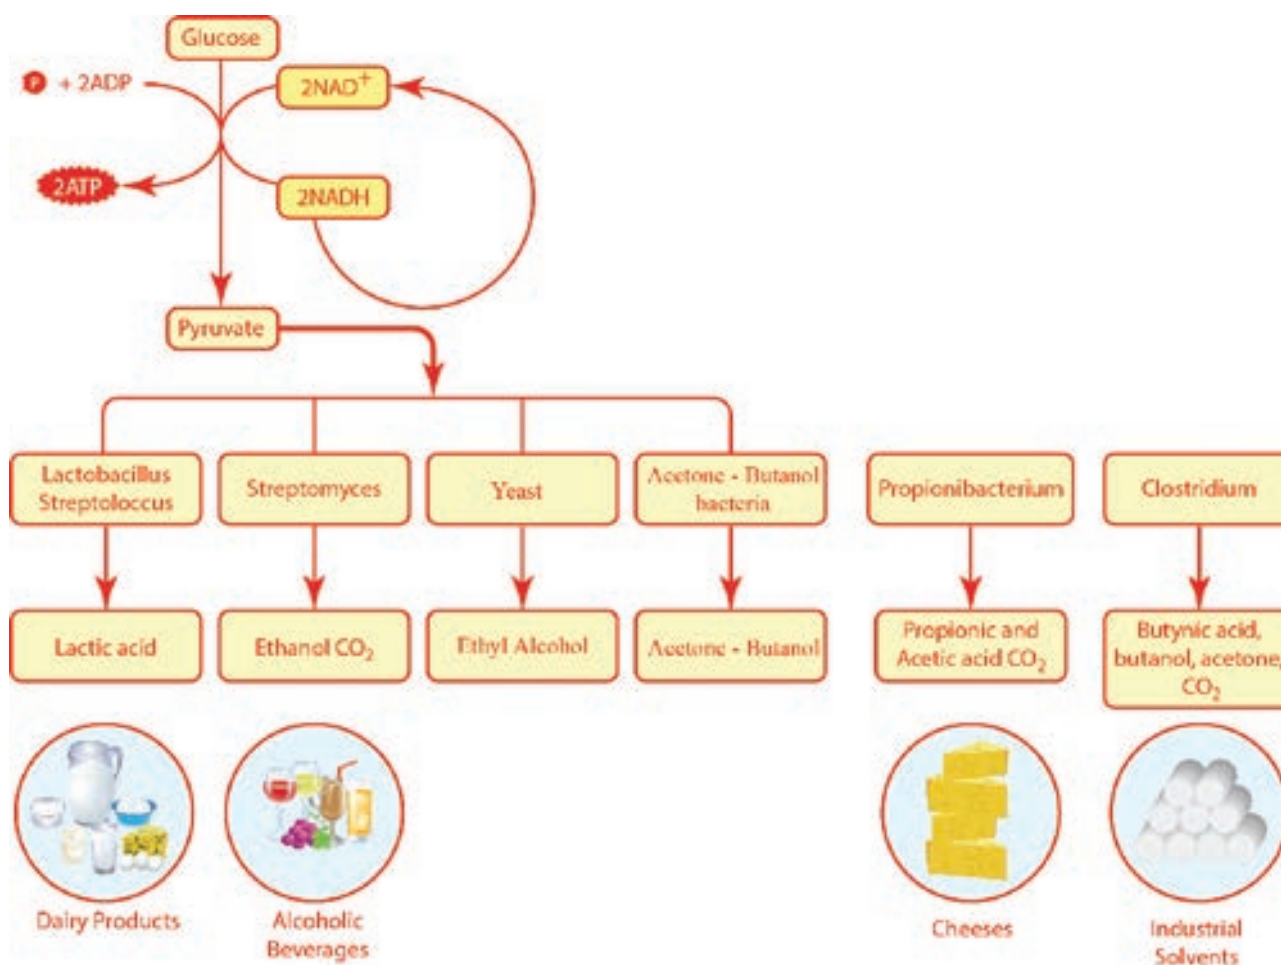 Glucose
P + 2ADP
2NAD+
2ATP
2NADH
Pyruvate
Lactobacillus
Streptoloccus
Streptomyces
Yeast
Acetone - Butanol
bacteria
Propionibacterium
Clostridium
Lactic acid
Ethanol CO2
Ethyl Alcohol
Acetone - Butanol
Propionic and
Acetic acid CO2
Butynic acid,
butanol, acetone,
CO2
Dairy Products
Alcoholic
Beverages
Cheeses
Industrial
Solvents